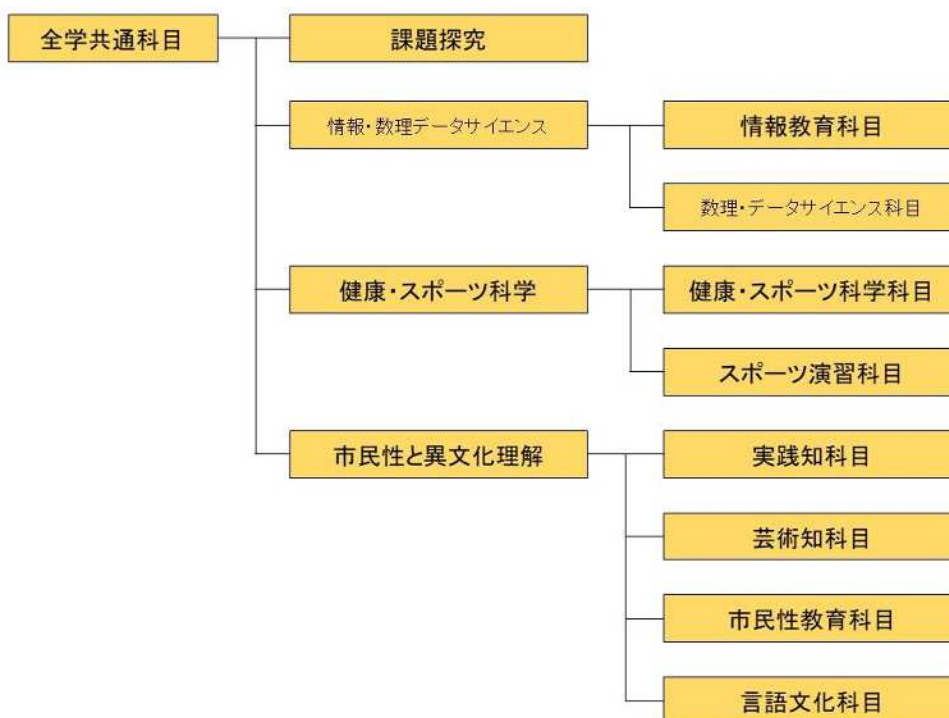 全学共通科目
課題探究
情報・数理データサイエンス
情報教育科目
数理・データサイエンス科目
健康・スポーツ科学
健康・スポーツ科学科目
スポーツ演習科目
市民性と異文化理解
実践知科目
芸術知科目
市民性教育科目
言語文化科目